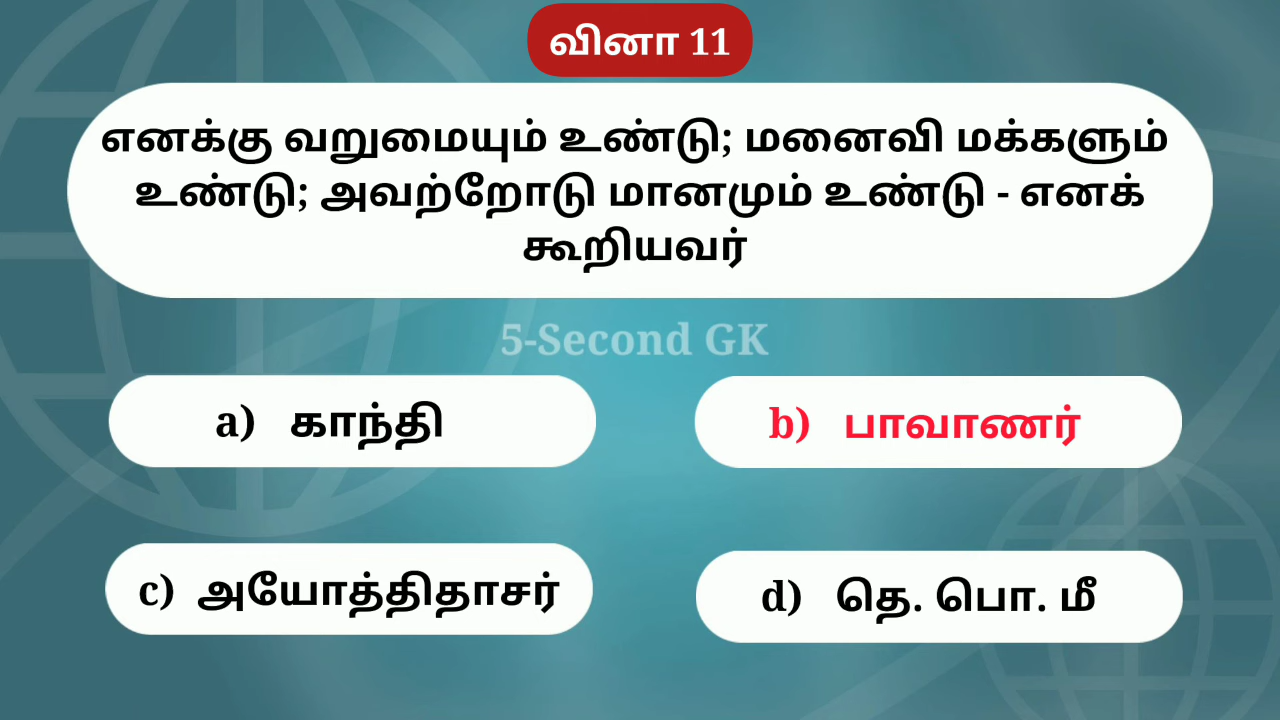 வினா 11
எனக்கு வறுமையும் உண்டு; மனைவி மக்களும்
உண்டு; அவற்றோடு மானமும் உண்டு - எனக்
கூறியவர்
5-Second GK
a) காந்தி
b) பாவாணர்
c) அயோத்திதாசர்
d) தெ. பொ. மீ